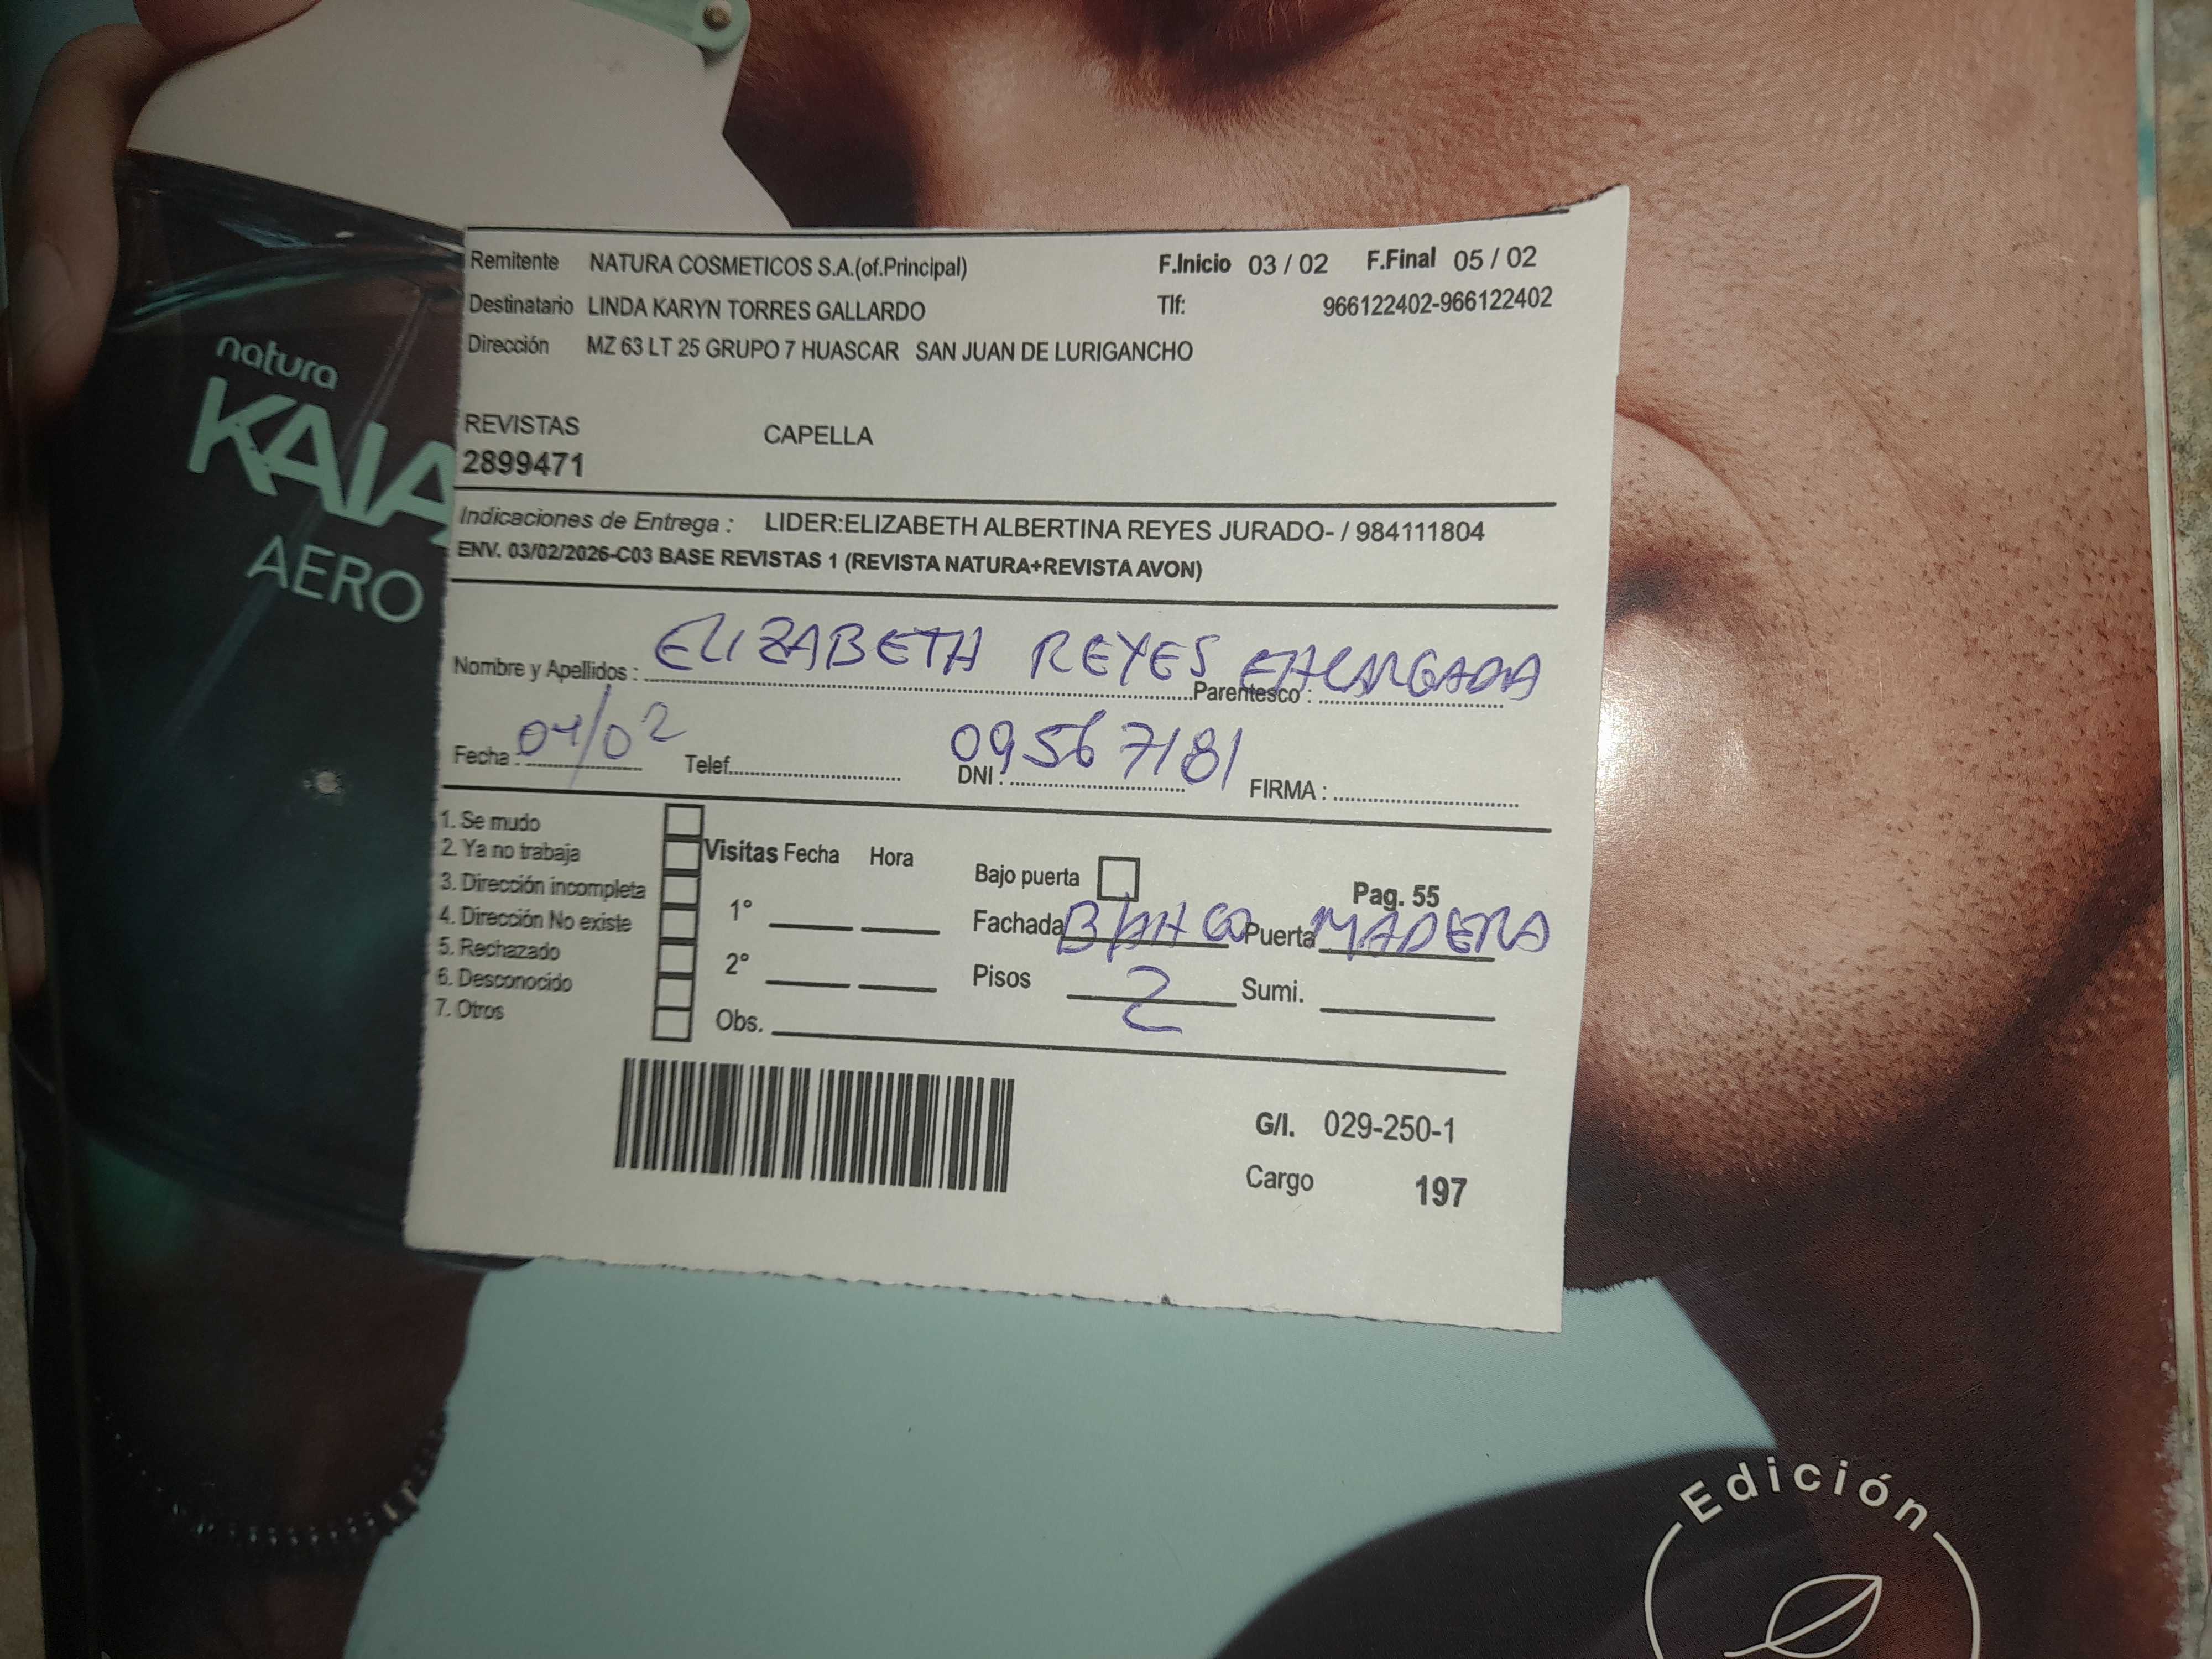 natura
KAIA
AERO
Remitente NATURA COSMETICOS S.A.(of.Principal) F.Inicio 03 / 02 F.Final 05 / 02
Destinatario LINDA KARYN TORRES GALLARDO Tlf: 966122402-966122402
Dirección MZ 63 LT 25 GRUPO 7 HUASCAR SAN JUAN DE LURIGANCHO
REVISTAS CAPELLA
2899471
Indicaciones de Entrega : LIDER:ELIZABETH ALBERTINA REYES JURADO- / 984111804
ENV. 03/02/2026-C03 BASE REVISTAS 1 (REVISTA NATURA+REVISTA AVON)
Nombre y Apellidos : ELIZABETH REYES Parentesco : ENCARGADA
Fecha : 04/02 Telef. DNI : 09567181 FIRMA :
1. Se mudo
2. Ya no trabaja Visitas Fecha Hora Bajo puerta Pag. 55
3. Dirección incompleta
4. Dirección No existe 1° Fachada BLANCO Puerta MADERA
5. Rechazado
6. Desconocido 2° Pisos 2 Sumi.
7. Otros Obs.
G/I. 029-250-1
Cargo 197
Edición